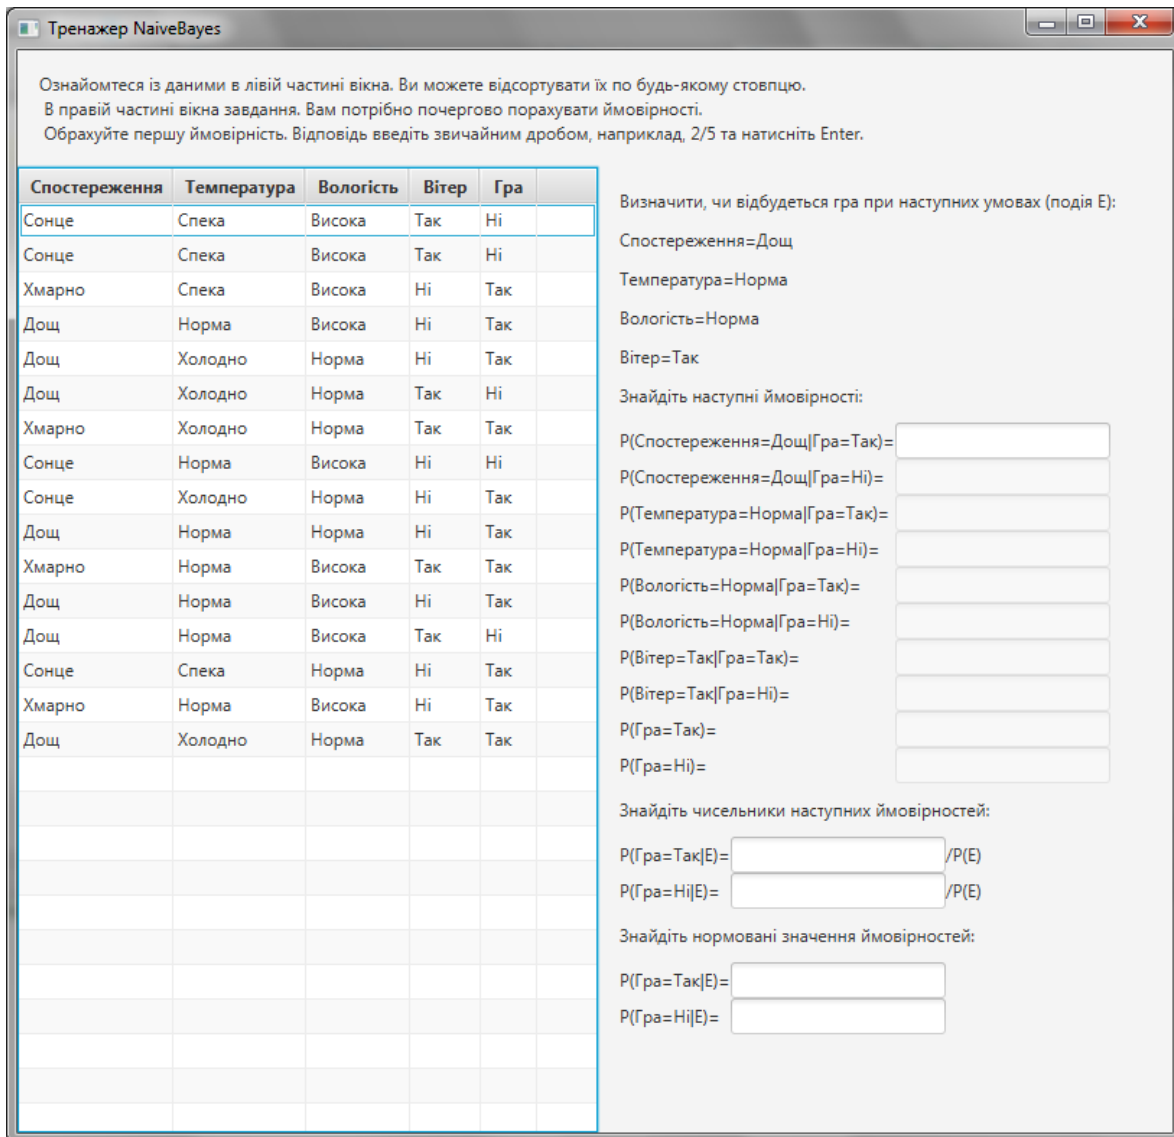 Тренажер NaiveBayes
Ознайомтеся із даними в лівій частині вікна. Ви можете відсортувати їх по будь-якому стовпцю.
В правій частині вікна завдання. Вам потрібно почергово порахувати ймовірності.
Обрахуйте першу ймовірність. Відповідь введіть звичайним дробом, наприклад, 2/5 та натисніть Enter.
Спостереження Температура Вологість Вітер Гра
Сонце Спека Висока Так Ні
Сонце Спека Висока Так Ні
Хмарно Спека Висока Ні Так
Дощ Норма Висока Ні Так
Дощ Холодно Норма Ні Так
Дощ Холодно Норма Так Ні
Хмарно Холодно Норма Так Так
Сонце Норма Висока Ні Ні
Сонце Холодно Норма Ні Так
Дощ Норма Норма Ні Так
Хмарно Норма Висока Так Так
Дощ Норма Висока Ні Так
Дощ Норма Висока Так Ні
Сонце Спека Норма Ні Так
Хмарно Норма Висока Ні Так
Дощ Холодно Норма Так Так
Визначити, чи відбудеться гра при наступних умовах (подія E):
Спостереження=Дощ
Температура=Норма
Вологість=Норма
Вітер=Так
Знайдіть наступні ймовірності:
P(Спостереження=Дощ|Гра=Так)=
P(Спостереження=Дощ|Гра=Ні)=
P(Температура=Норма|Гра=Так)=
P(Температура=Норма|Гра=Ні)=
P(Вологість=Норма|Гра=Так)=
P(Вологість=Норма|Гра=Ні)=
P(Вітер=Так|Гра=Так)=
P(Вітер=Так|Гра=Ні)=
P(Гра=Так)=
P(Гра=Ні)=
Знайдіть чисельники наступних ймовірностей:
P(Гра=Так|E)= /P(E)
P(Гра=Ні|E)= /P(E)
Знайдіть нормовані значення ймовірностей:
P(Гра=Так|E)=
P(Гра=Ні|E)=